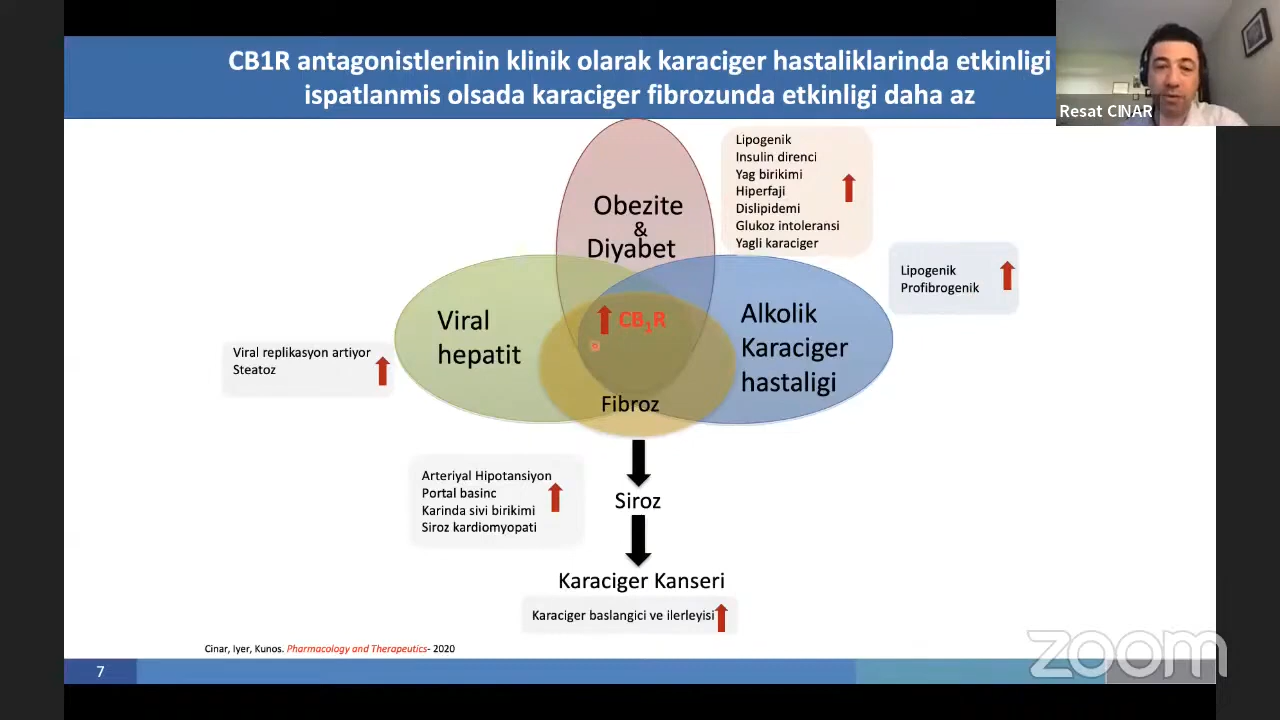 CB1R antagonistlerinin klinik olarak karaciger hastaliklarinda etkinligi
ispatlanmis olsada karaciger fibrozunda etkinligi daha az
Resat CINAR
Lipogenik
Insulin direnci
Yag birikimi
Hiperfaji
Dislipidemi
Glukoz intoleransi
Yagli karaciger
Obezite
&
Diyabet
Lipogenik
Profibrogenik
Viral
hepatit
CB1R
Alkolik
Karaciger
hastaligi
Viral replikasyon artiyor
Steatoz
Fibroz
Arteriyal Hipotansiyon
Portal basinc
Karinda sivi birikimi
Siroz kardiomyopati
Siroz
Karaciger Kanseri
Karaciger baslangici ve ilerleyisi
Cinar, Iyer, Kunos. Pharmacology and Therapeutics- 2020
7
zoom